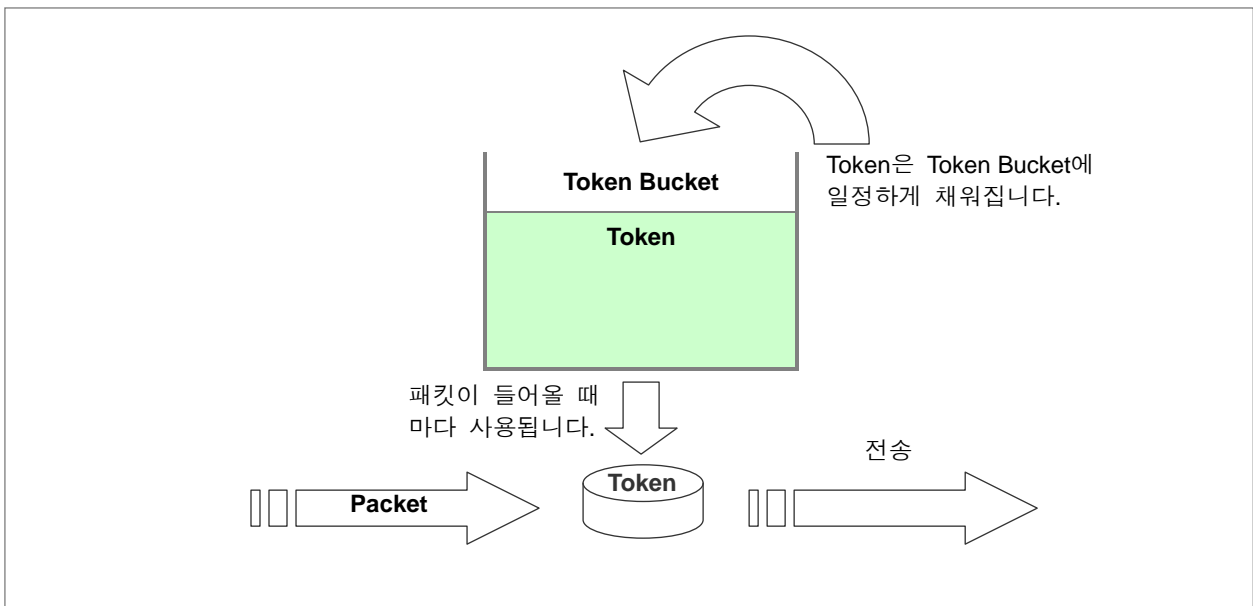 Token은 Token Bucket에
일정하게 채워집니다.
Token Bucket
Token
패킷이 들어올 때
마다 사용됩니다.
전송
Packet
Token